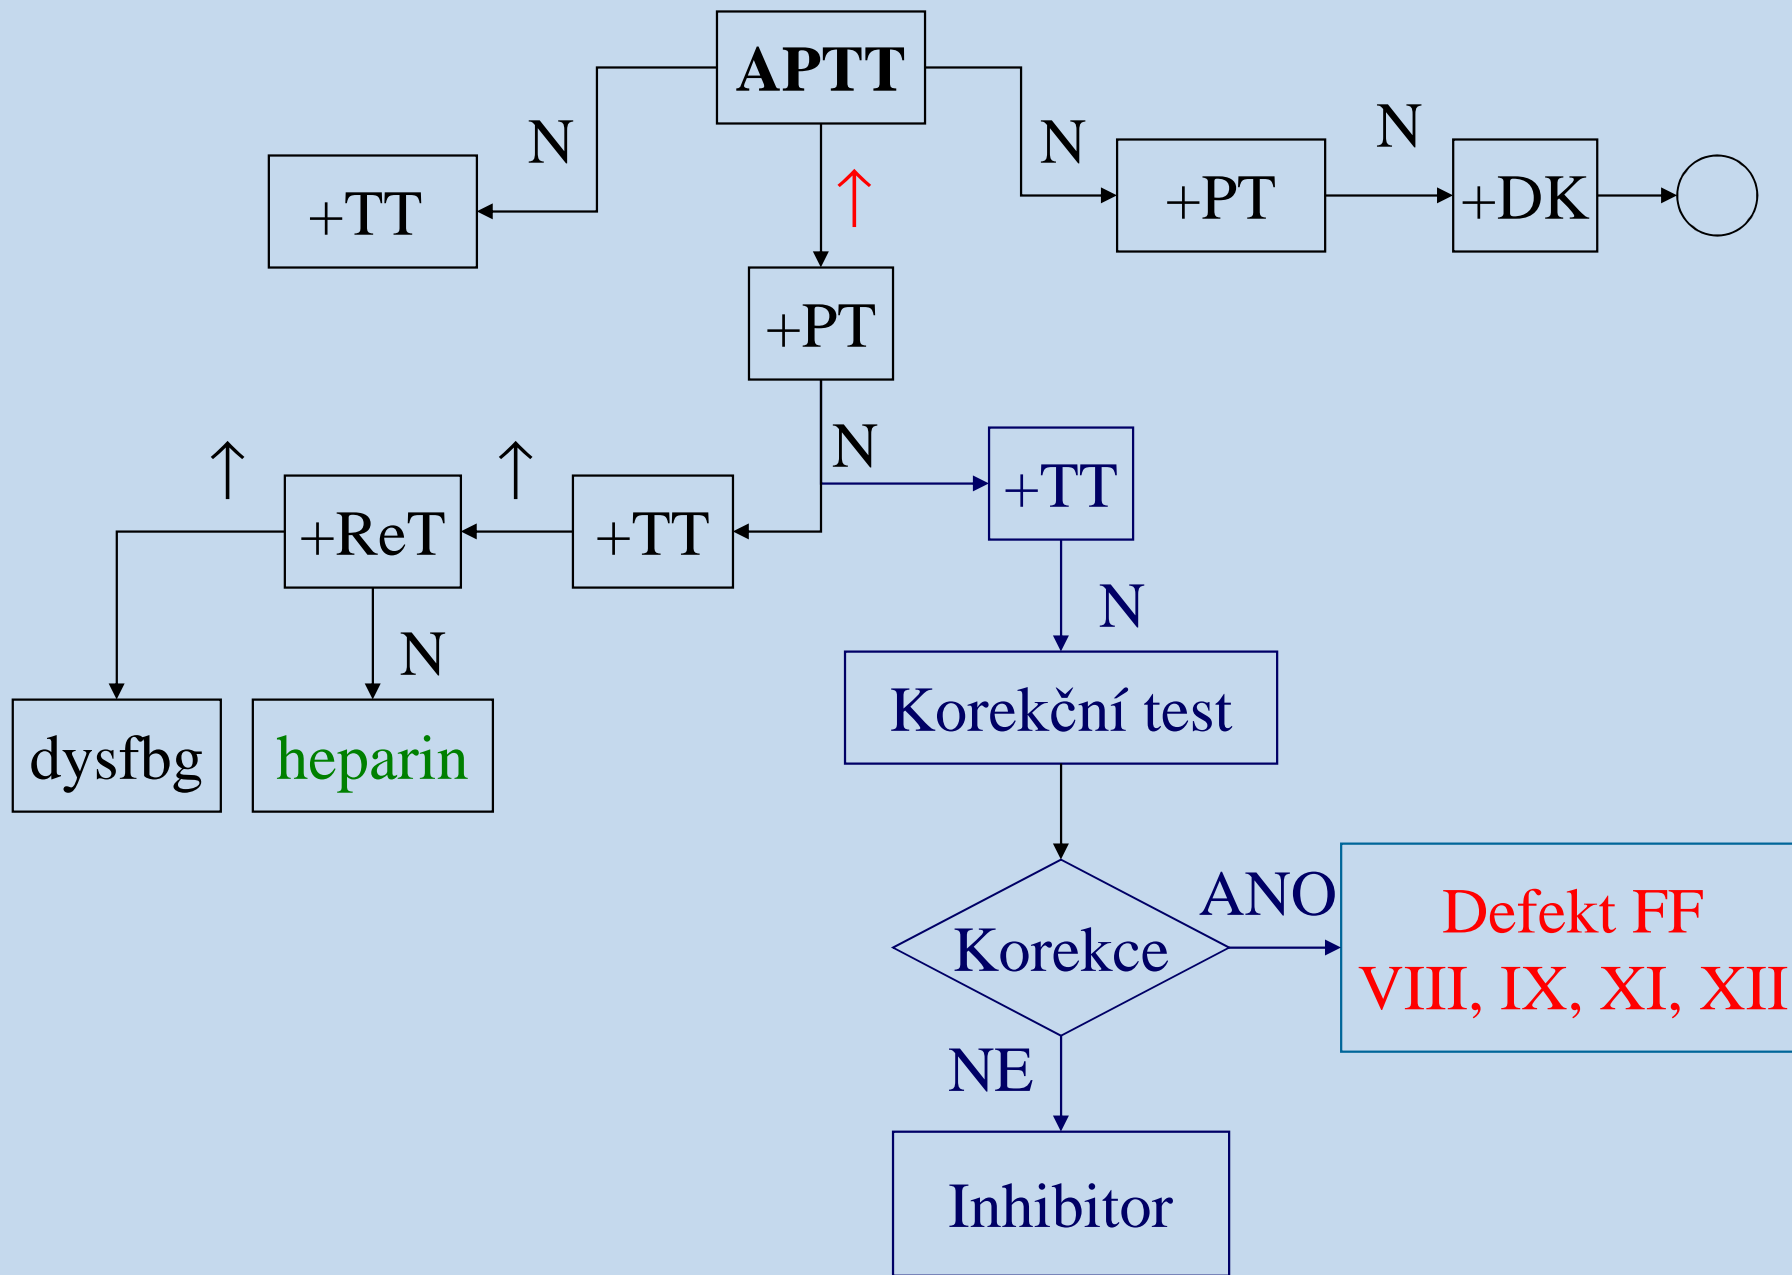 APTT
N
N
N
+TT
↑
+PT
+DK
+PT
N
+TT
↑
↑
+ReT
+TT
N
N
Korekční test
dysfbg
heparin
ANO
Defekt FF
VIII, IX, XI, XII
Korekce
NE
Inhibitor